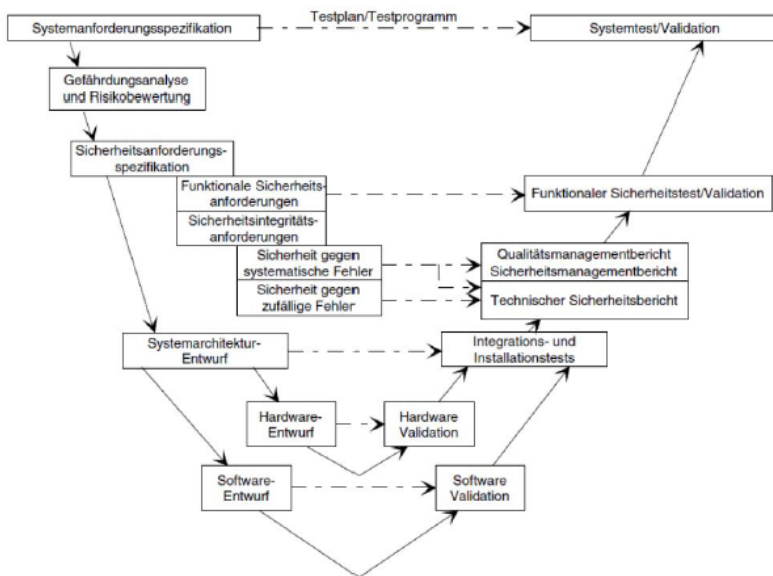 Systemanforderungsspezifikation
Testplan/Testprogramm
Systemtest/Validation
Gefährdungsanalyse
und Risikobewertung
Sicherheitsanforderungs-
spezifikation
Funktionale Sicherheits-
anforderungen
Funktionaler Sicherheitstest/Validation
Sicherheitsintegritäts-
anforderungen
Sicherheit gegen
systematische Fehler
Qualitätsmanagementbericht
Sicherheitsmanagementbericht
Sicherheit gegen
zufällige Fehler
Technischer Sicherheitsbericht
Systemarchitektur-
Entwurf
Integrations- und
Installationstests
Hardware-
Entwurf
Hardware
Validation
Software-
Entwurf
Software
Validation